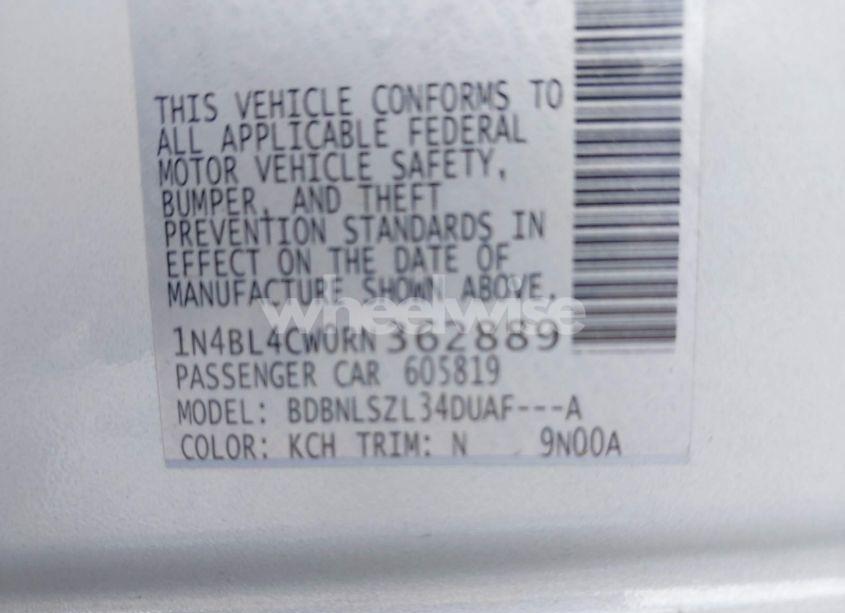 THIS VEHICLE CONFORMS TO
ALL APPLICABLE FEDERAL
MOTOR VEHICLE SAFETY,
BUMPER, AND THEFT
PREVENTION STANDARDS IN
EFFECT ON THE DATE OF
MANUFACTURE SHOWN ABOVE.
wheelwise
1N4BL4CW0RN362889
PASSENGER CAR 605819
MODEL: BDBNLSZL34DUAF---A
COLOR: KCH TRIM: N 9N00A